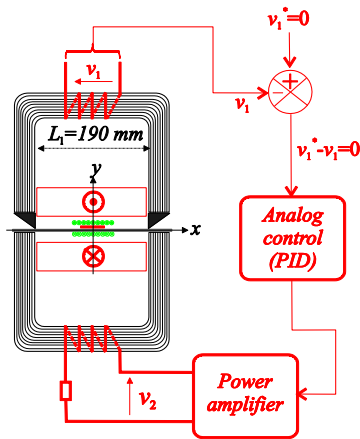 v₁*=0
v₁
L₁=190 mm
+
−
v₁
v₁*-v₁=0
y
x
Analog
control
(PID)
v₂
Power
amplifier